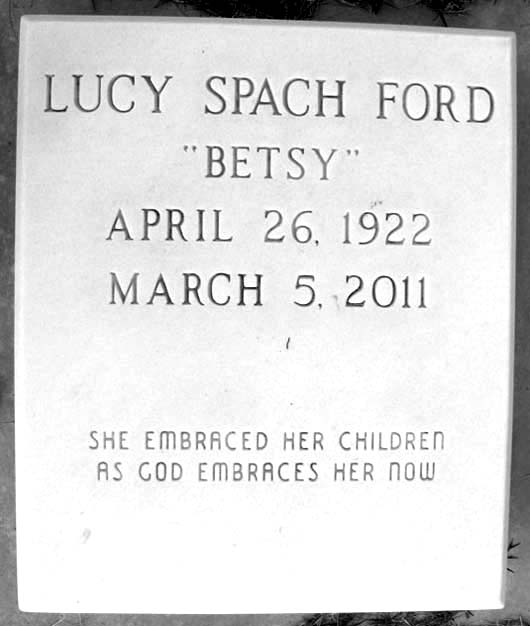 LUCY SPACH FORD
"BETSY"
APRIL 26, 1922
MARCH 5, 2011
SHE EMBRACED HER CHILDREN
AS GOD EMBRACES HER NOW